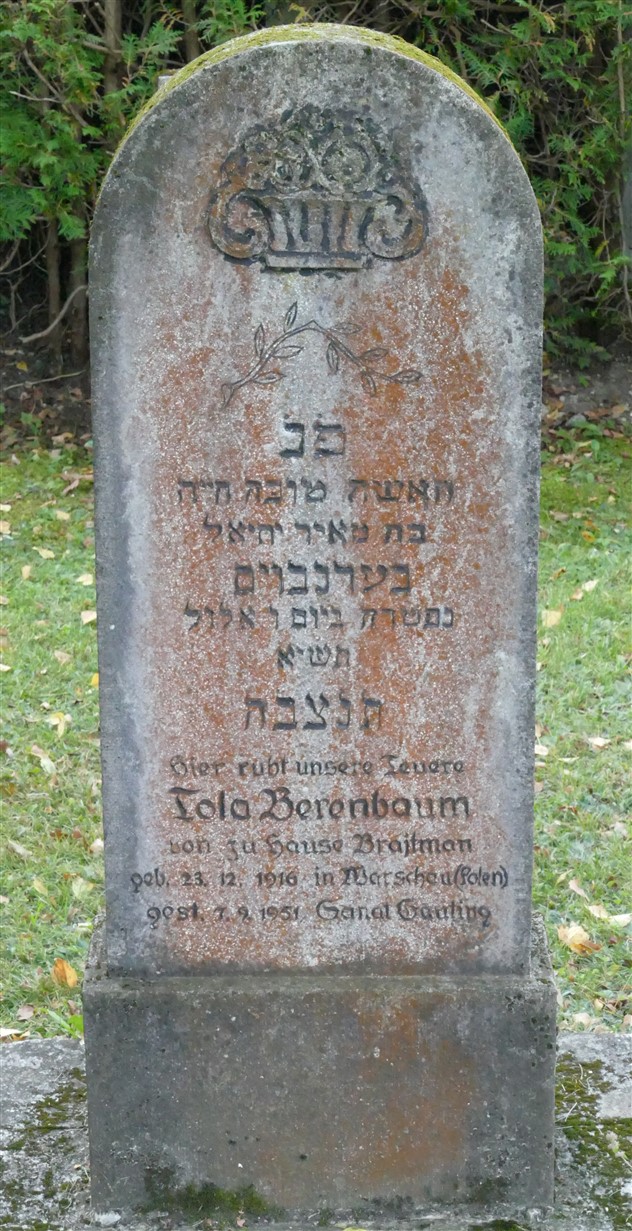 פנ
האשה טובה חיה
בת מאיר יחיאל
בערנבוים
נפטרה ביום ו אלול
תשיא
תנצבה
Hier ruht unsere Teuere
Tola Berenbaum
von zu Hause Brajtman
geb. 23. 12. 1916 in Warschau (Polen)
gest. 7. 9. 1951 Sanat Gauting